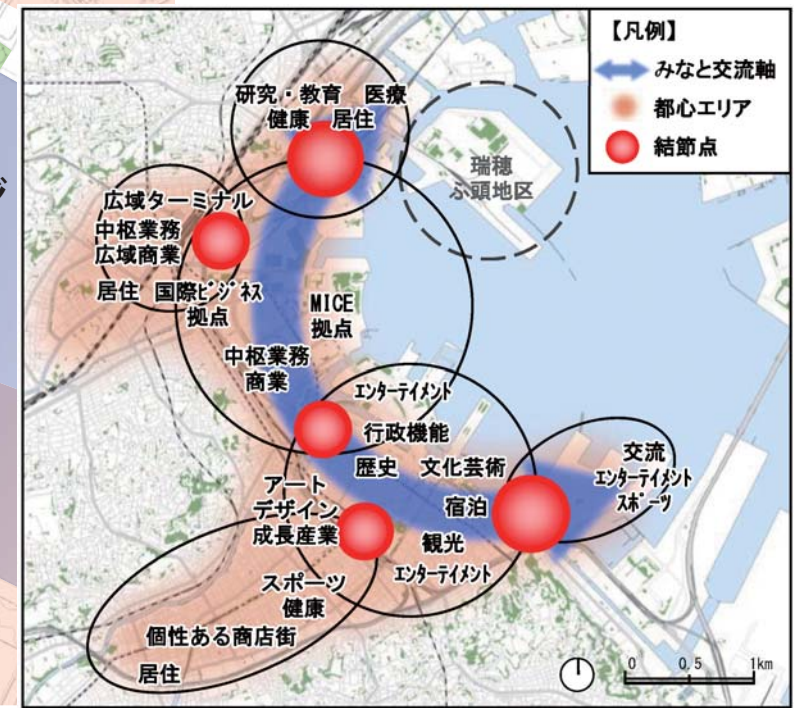 【凡例】
みなと交流軸
都心エリア
結節点
研究・教育 医療
健康 居住
瑞穂
ふ頭地区
広域ターミナル
中枢業務
広域商業
居住 国際ビジネス
拠点
MICE
拠点
中枢業務
商業
エンターテイメント
行政機能
歴史 文化芸術
交流
エンターテイメント
スポーツ
アート
デザイン
成長産業
宿泊
観光
エンターテイメント
スポーツ
健康
個性ある商店街
居住
0 0.5 1km